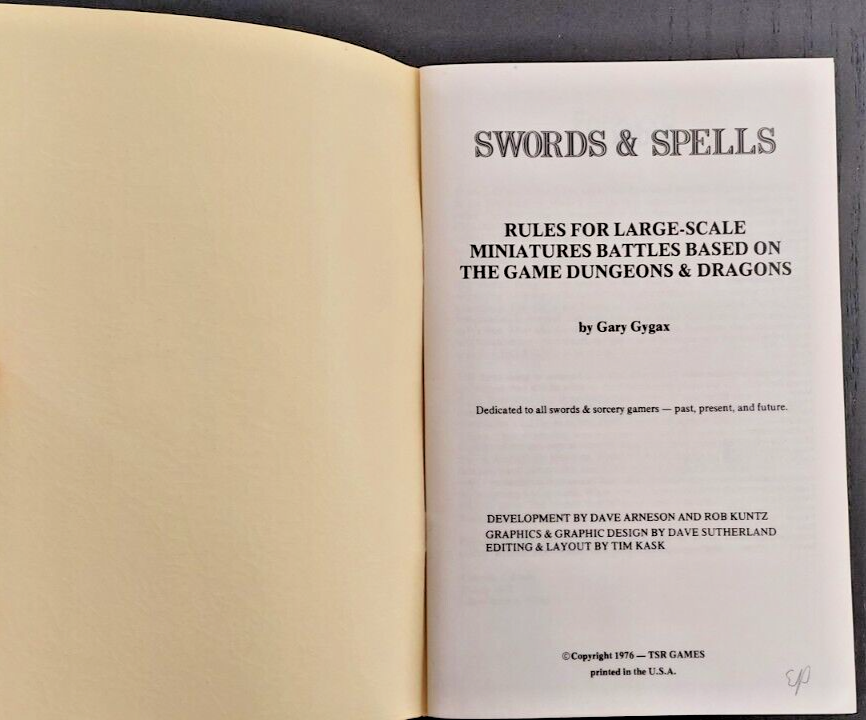 SWORDS & SPELLS
RULES FOR LARGE-SCALE
MINIATURES BATTLES BASED ON
THE GAME DUNGEONS & DRAGONS
by Gary Gygax
Dedicated to all swords & sorcery gamers — past, present, and future.
DEVELOPMENT BY DAVE ARNESON AND ROB KUNTZ
GRAPHICS & GRAPHIC DESIGN BY DAVE SUTHERLAND
EDITING & LAYOUT BY TIM KASK
©Copyright 1976 — TSR GAMES
printed in the U.S.A.